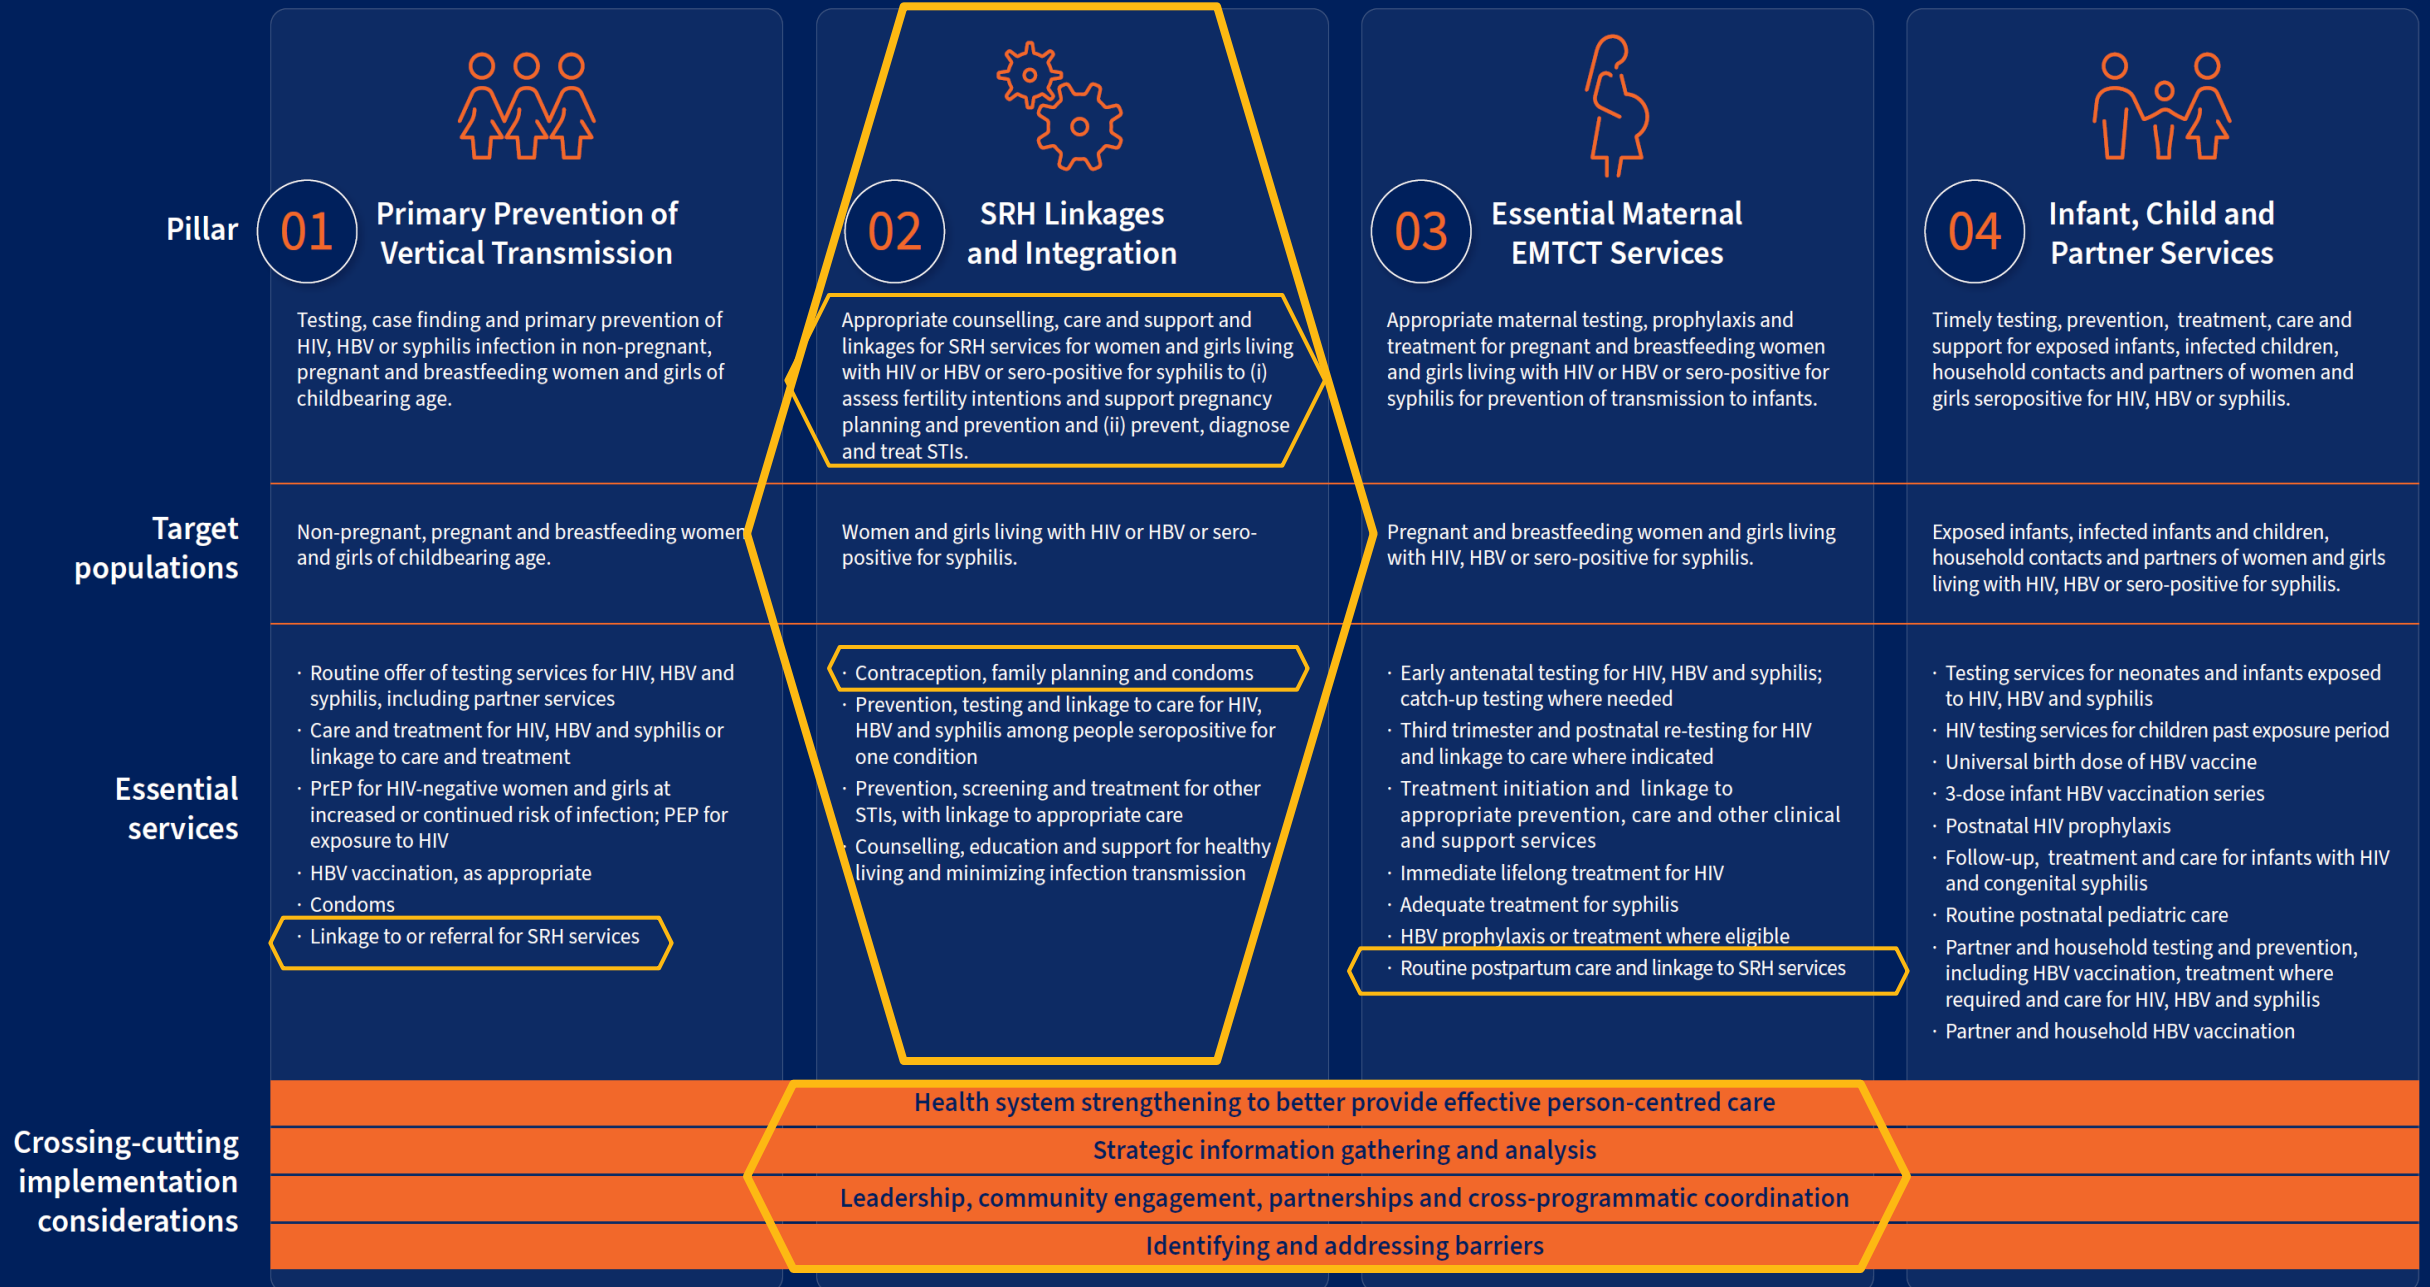 Pillar
01
Primary Prevention of
Vertical Transmission
Testing, case finding and primary prevention of
HIV, HBV or syphilis infection in non-pregnant,
pregnant and breastfeeding women and girls of
childbearing age.
02
SRH Linkages
and Integration
Appropriate counselling, care and support and
linkages for SRH services for women and girls living
with HIV or HBV or sero-positive for syphilis to (i)
assess fertility intentions and support pregnancy
planning and prevention and (ii) prevent, diagnose
and treat STIs.
03
Essential Maternal
EMTCT Services
Appropriate maternal testing, prophylaxis and
treatment for pregnant and breastfeeding women
and girls living with HIV or HBV or sero-positive for
syphilis for prevention of transmission to infants.
04
Infant, Child and
Partner Services
Timely testing, prevention, treatment, care and
support for exposed infants, infected children,
household contacts and partners of women and
girls seropositive for HIV, HBV or syphilis.
Target
populations
Non-pregnant, pregnant and breastfeeding women
and girls of childbearing age.
Women and girls living with HIV or HBV or sero-
positive for syphilis.
Pregnant and breastfeeding women and girls living
with HIV, HBV or sero-positive for syphilis.
Exposed infants, infected infants and children,
household contacts and partners of women and girls
living with HIV, HBV or sero-positive for syphilis.
Essential
services
· Routine offer of testing services for HIV, HBV and
syphilis, including partner services
· Care and treatment for HIV, HBV and syphilis or
linkage to care and treatment
· PrEP for HIV-negative women and girls at
increased or continued risk of infection; PEP for
exposure to HIV
· HBV vaccination, as appropriate
· Condoms
· Linkage to or referral for SRH services
· Contraception, family planning and condoms
· Prevention, testing and linkage to care for HIV,
HBV and syphilis among people seropositive for
one condition
· Prevention, screening and treatment for other
STIs, with linkage to appropriate care
· Counselling, education and support for healthy
living and minimizing infection transmission
· Early antenatal testing for HIV, HBV and syphilis;
catch-up testing where needed
· Third trimester and postnatal re-testing for HIV
and linkage to care where indicated
· Treatment initiation and linkage to
appropriate prevention, care and other clinical
and support services
· Immediate lifelong treatment for HIV
· Adequate treatment for syphilis
· HBV prophylaxis or treatment where eligible
· Routine postpartum care and linkage to SRH services
· Testing services for neonates and infants exposed
to HIV, HBV and syphilis
· HIV testing services for children past exposure period
· Universal birth dose of HBV vaccine
· 3-dose infant HBV vaccination series
· Postnatal HIV prophylaxis
· Follow-up, treatment and care for infants with HIV
and congenital syphilis
· Routine postnatal pediatric care
· Partner and household testing and prevention,
including HBV vaccination, treatment where
required and care for HIV, HBV and syphilis
· Partner and household HBV vaccination
Crossing-cutting
implementation
considerations
Health system strengthening to better provide effective person-centred care
Strategic information gathering and analysis
Leadership, community engagement, partnerships and cross-programmatic coordination
Identifying and addressing barriers